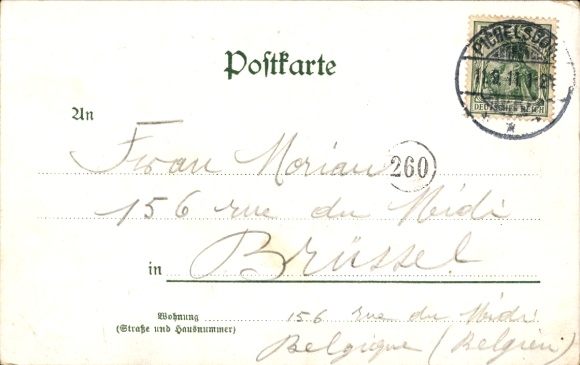 Postkarte
DEUTSCHES REICH
An
Frau Morian
260
156 rue du Midi
in Brüssel
Wohnung
(Straße und Hausnummer)
156 rue du Midi
Belgique (Belgien)